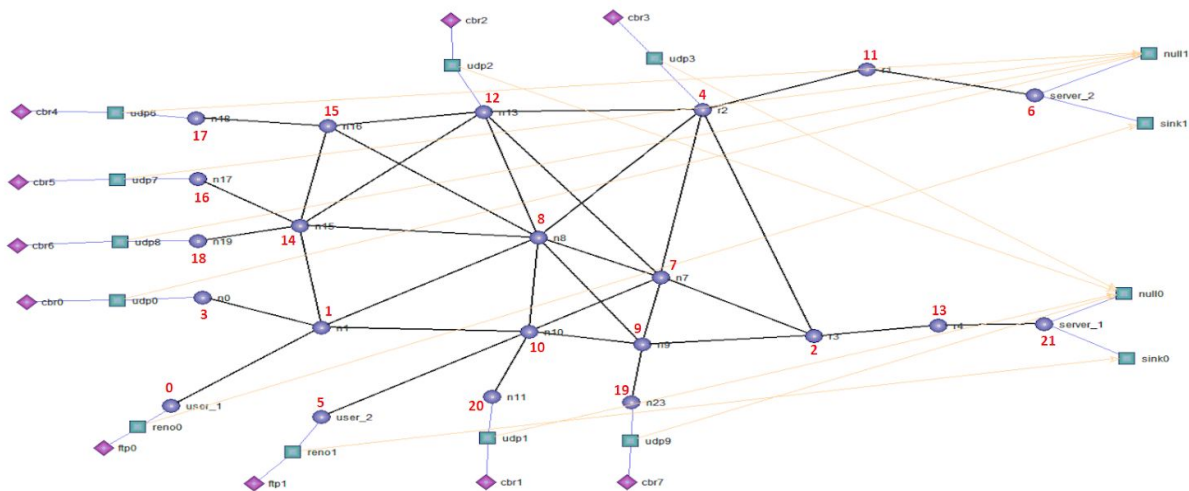 cbr2
cbr3
11
null1
udp2
udp3
r1
12
4
server_2
15
6
cbr4
udp6
n18
n13
r2
sink1
17
n16
cbr5
udp7
n17
16
8
14
n15
n8
cbr6
udp8
n19
18
7
n7
cbr0
udp0
n0
null0
3
1
13
n1
n10
9
r4
server_1
10
n9
r3
2
21
sink0
0
19
5
20
n11
n23
user_1
user_2
reno0
udp1
udp9
ftp0
reno1
ftp1
cbr1
cbr7